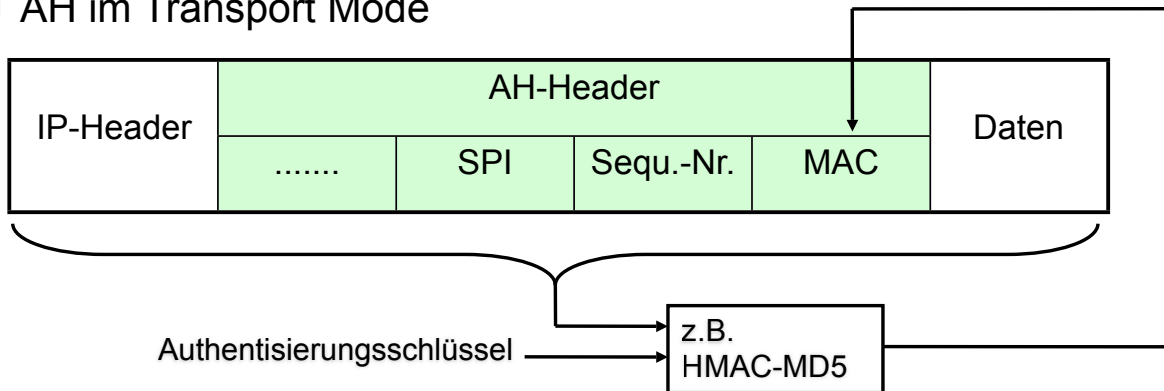 AH im Transport Mode
AH-Header
IP-Header
Daten
.......
SPI
Sequ.-Nr.
MAC
z.B.
Authentisierungsschlüssel
HMAC-MD5